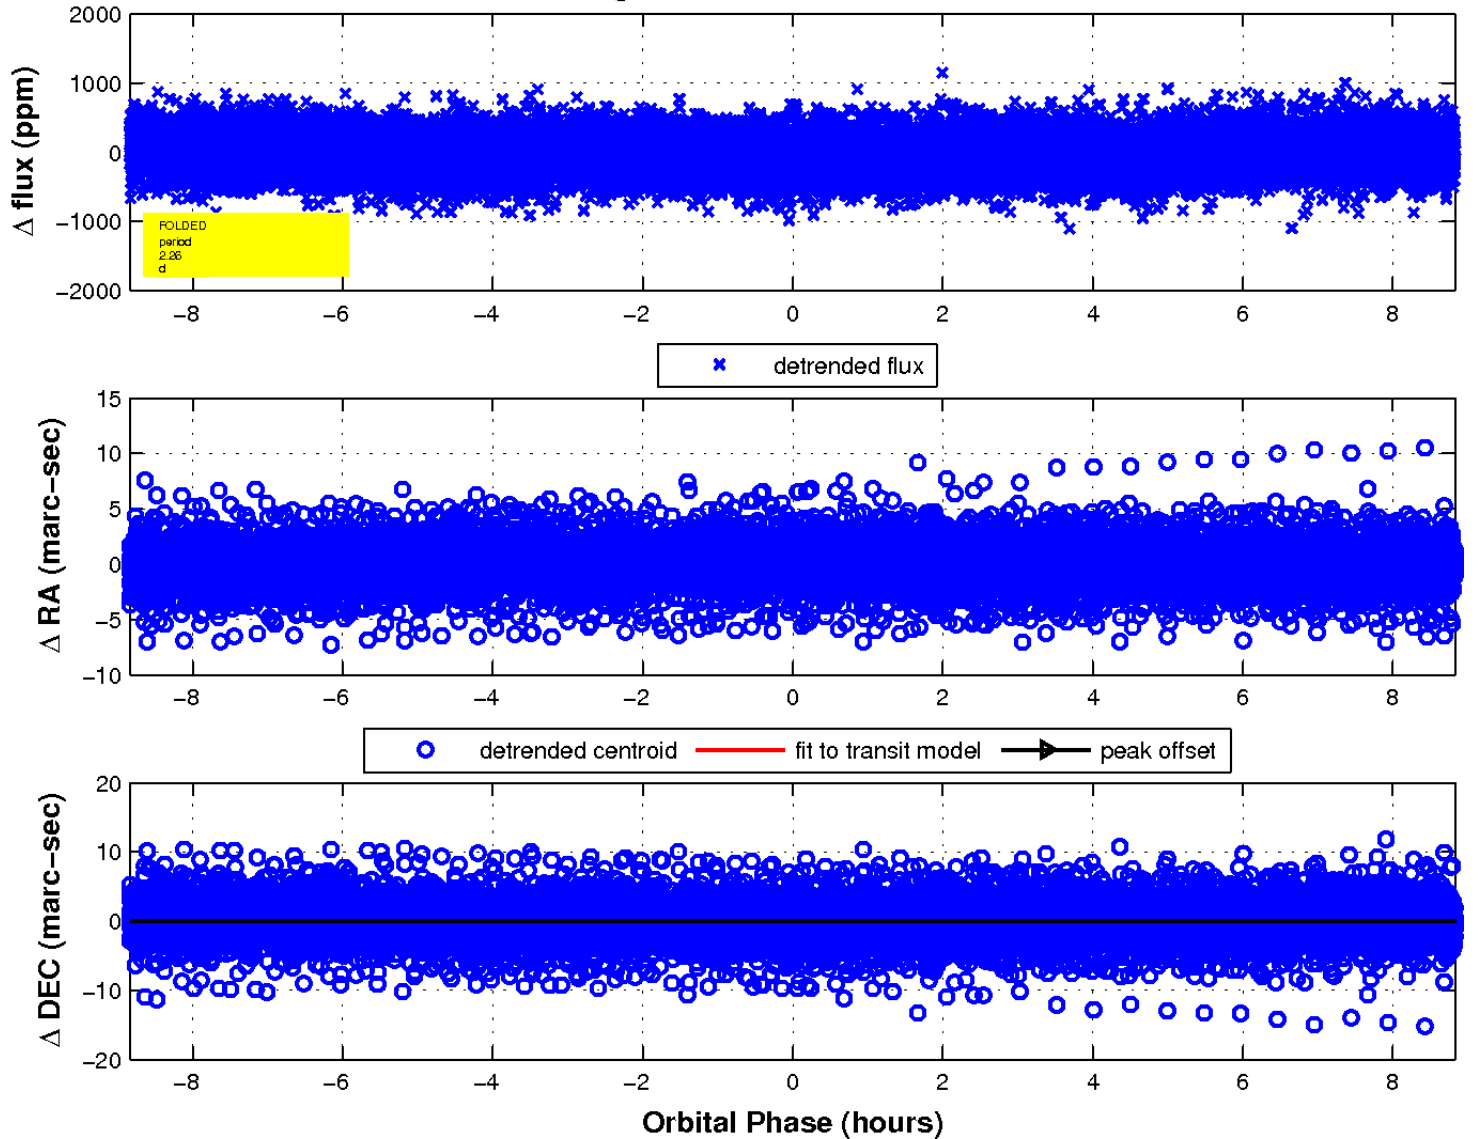 2000
1000
0
−1000
−2000
Δ flux (ppm)
FOLDED
period
2.26
d
−8 −6 −4 −2 0 2 4 6 8
detrended flux
15
10
5
0
−5
−10
Δ RA (marc−sec)
−8 −6 −4 −2 0 2 4 6 8
detrended centroid fit to transit model peak offset
20
10
0
−10
−20
Δ DEC (marc−sec)
−8 −6 −4 −2 0 2 4 6 8
Orbital Phase (hours)